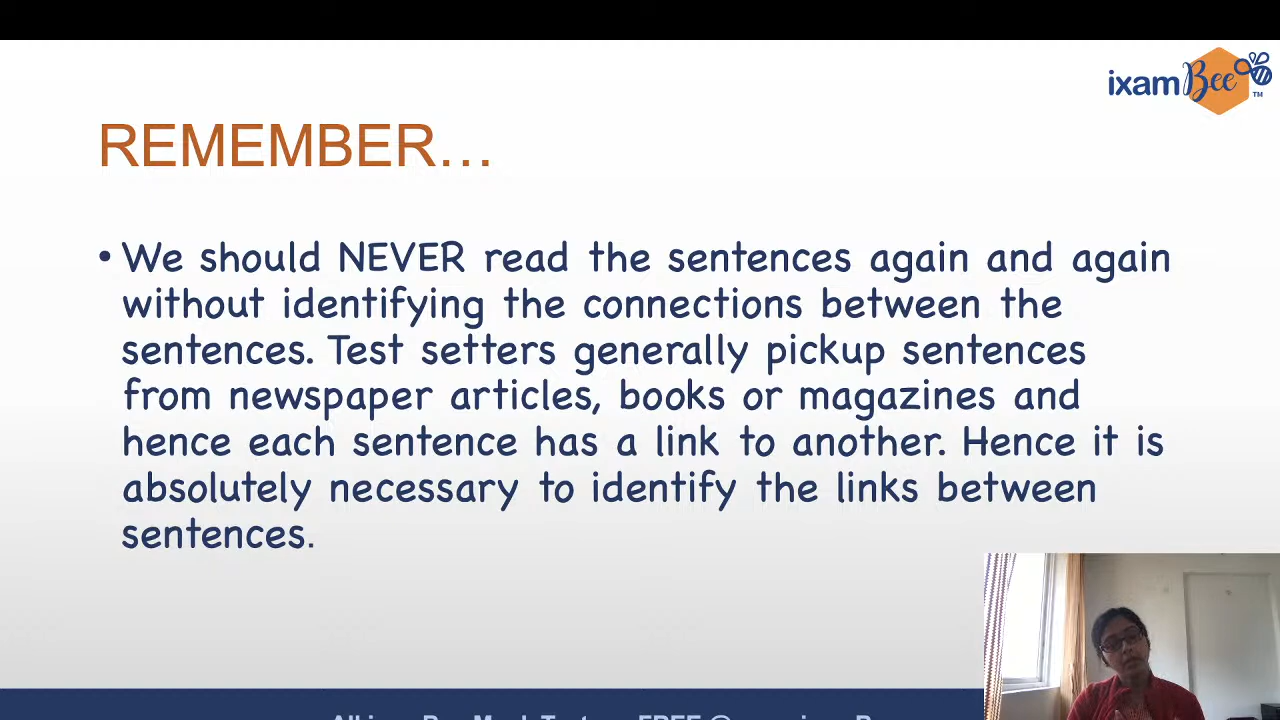 ixamBee
TM
REMEMBER…
• We should NEVER read the sentences again and again
without identifying the connections between the
sentences. Test setters generally pickup sentences
from newspaper articles, books or magazines and
hence each sentence has a link to another. Hence it is
absolutely necessary to identify the links between
sentences.